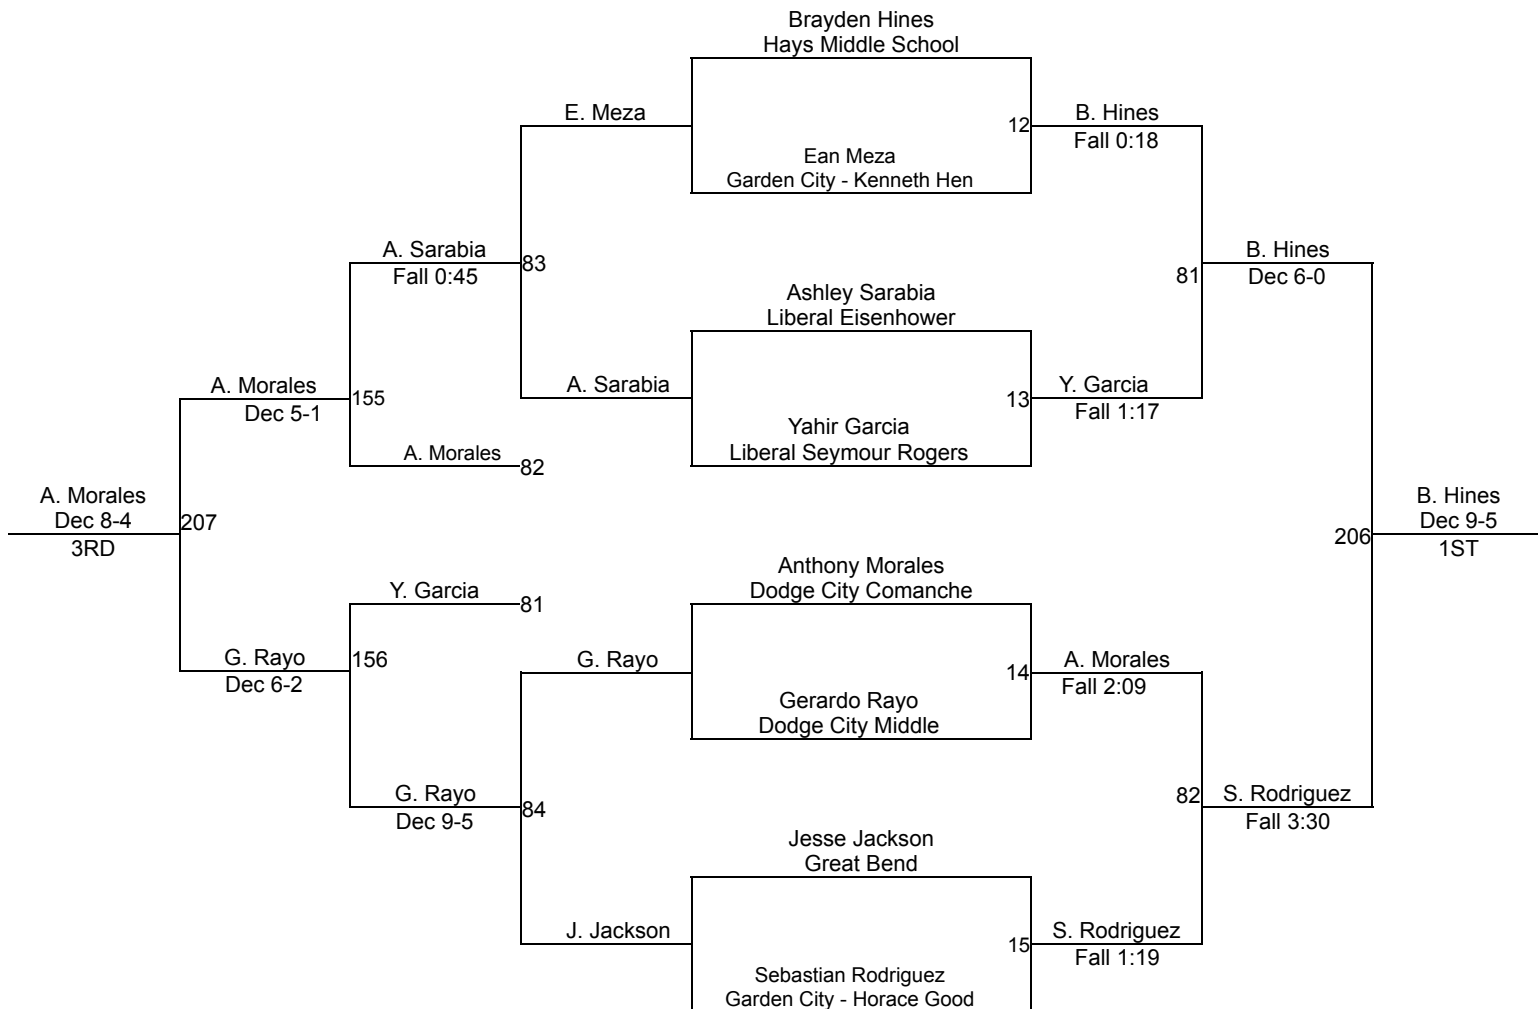 Brayden Hines
Hays Middle School
E. Meza
12
B. Hines
Fall 0:18
Ean Meza
Garden City - Kenneth Hen
A. Sarabia
Fall 0:45
83
B. Hines
Dec 6-0
81
Ashley Sarabia
Liberal Eisenhower
A. Morales
Dec 5-1
155
A. Sarabia
13
Y. Garcia
Fall 1:17
Yahir Garcia
Liberal Seymour Rogers
A. Morales
82
A. Morales
Dec 8-4
3RD
207
206
B. Hines
Dec 9-5
1ST
Anthony Morales
Dodge City Comanche
Y. Garcia
81
G. Rayo
Dec 6-2
156
G. Rayo
14
A. Morales
Fall 2:09
Gerardo Rayo
Dodge City Middle
G. Rayo
Dec 9-5
84
82
S. Rodriguez
Fall 3:30
Jesse Jackson
Great Bend
J. Jackson
15
S. Rodriguez
Fall 1:19
Sebastian Rodriguez
Garden City - Horace Good